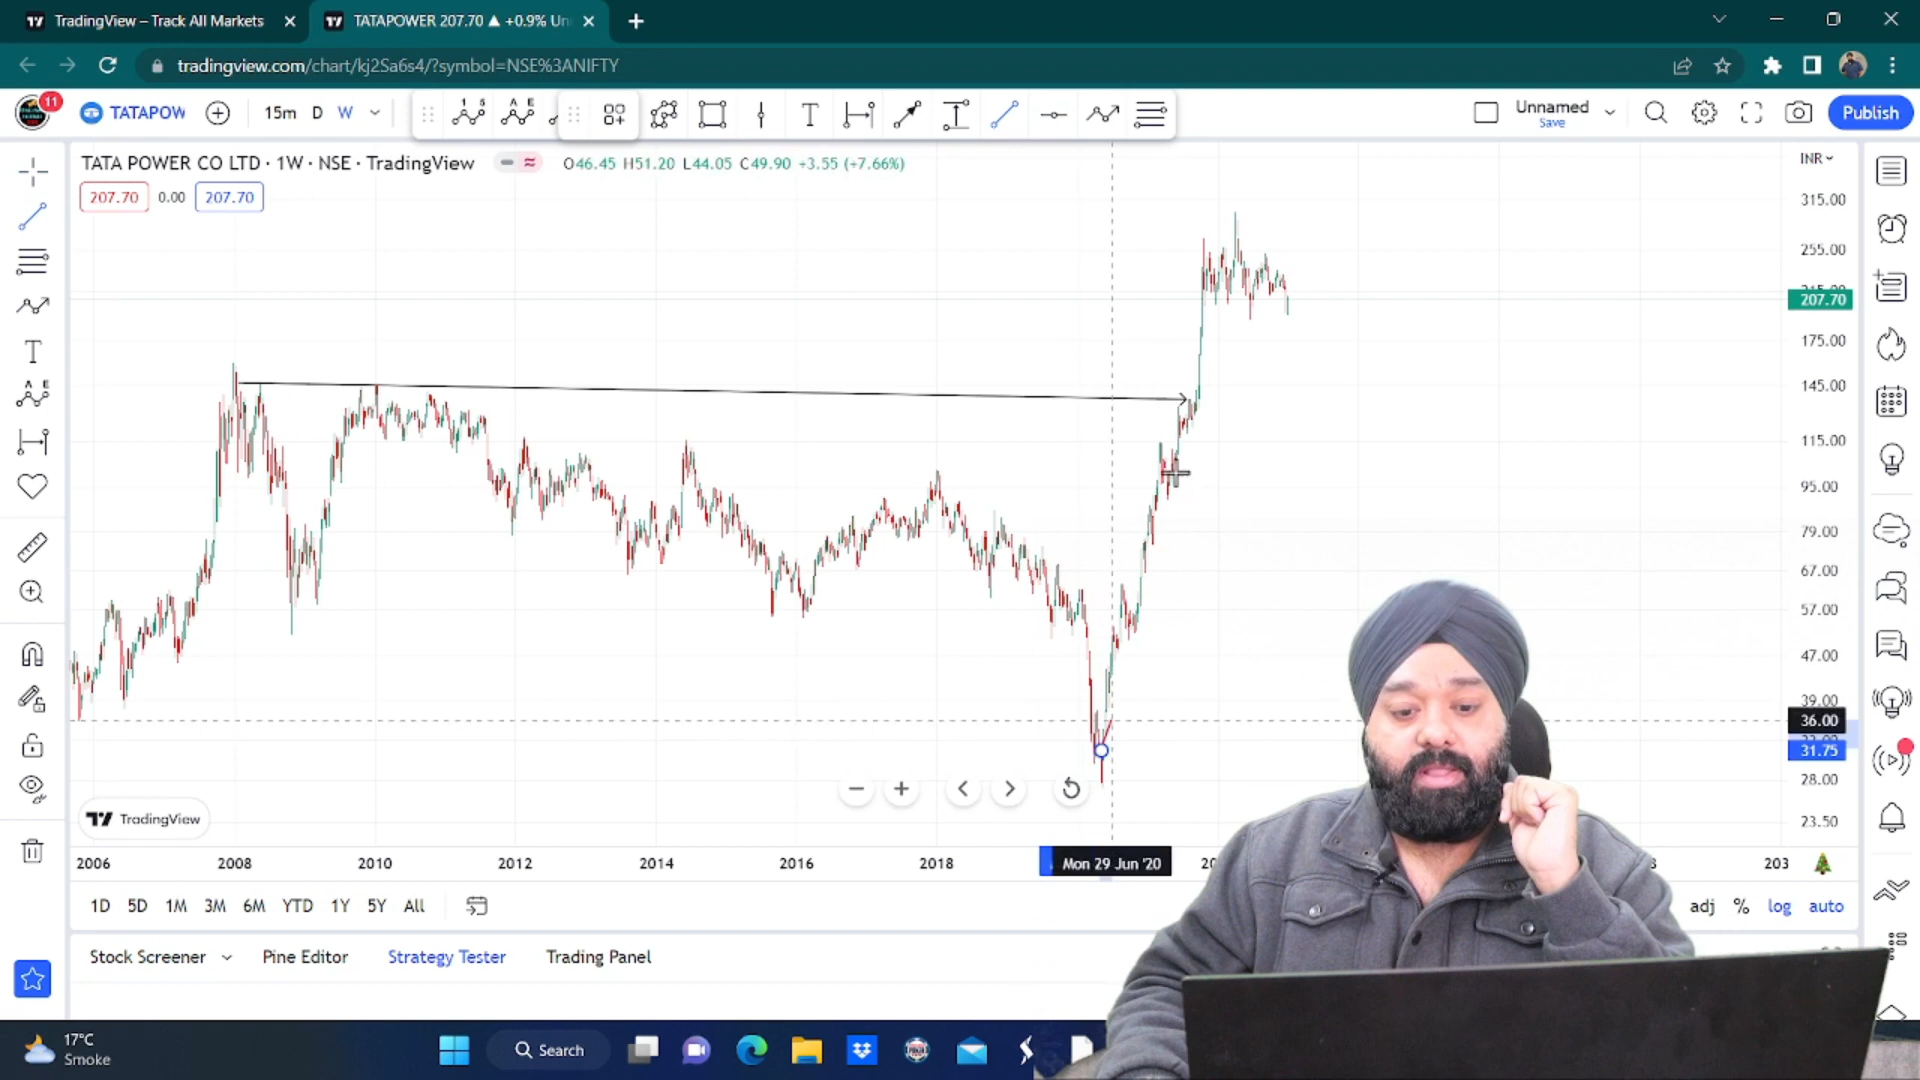 TradingView – Track All Markets
TATAPOWER 207.70 ▲ +0.9% Un
tradingview.com/chart/kj2Sa6s4/?symbol=NSE%3ANIFTY
11
TATAPOW
15m D W
Unnamed
Save
Publish
TATA POWER CO LTD · 1W · NSE · TradingView
O46.45 H51.20 L44.05 C49.90 +3.55 (+7.66%)
207.70 0.00 207.70
INR
315.00
255.00
207.70
175.00
145.00
115.00
95.00
79.00
67.00
57.00
47.00
39.00
36.00
31.75
28.00
23.50
TradingView
2006 2008 2010 2012 2014 2016 2018 Mon 29 Jun '20 203
1D 5D 1M 3M 6M YTD 1Y 5Y All
adj % log auto
Stock Screener Pine Editor Strategy Tester Trading Panel
17°C
Smoke
Search